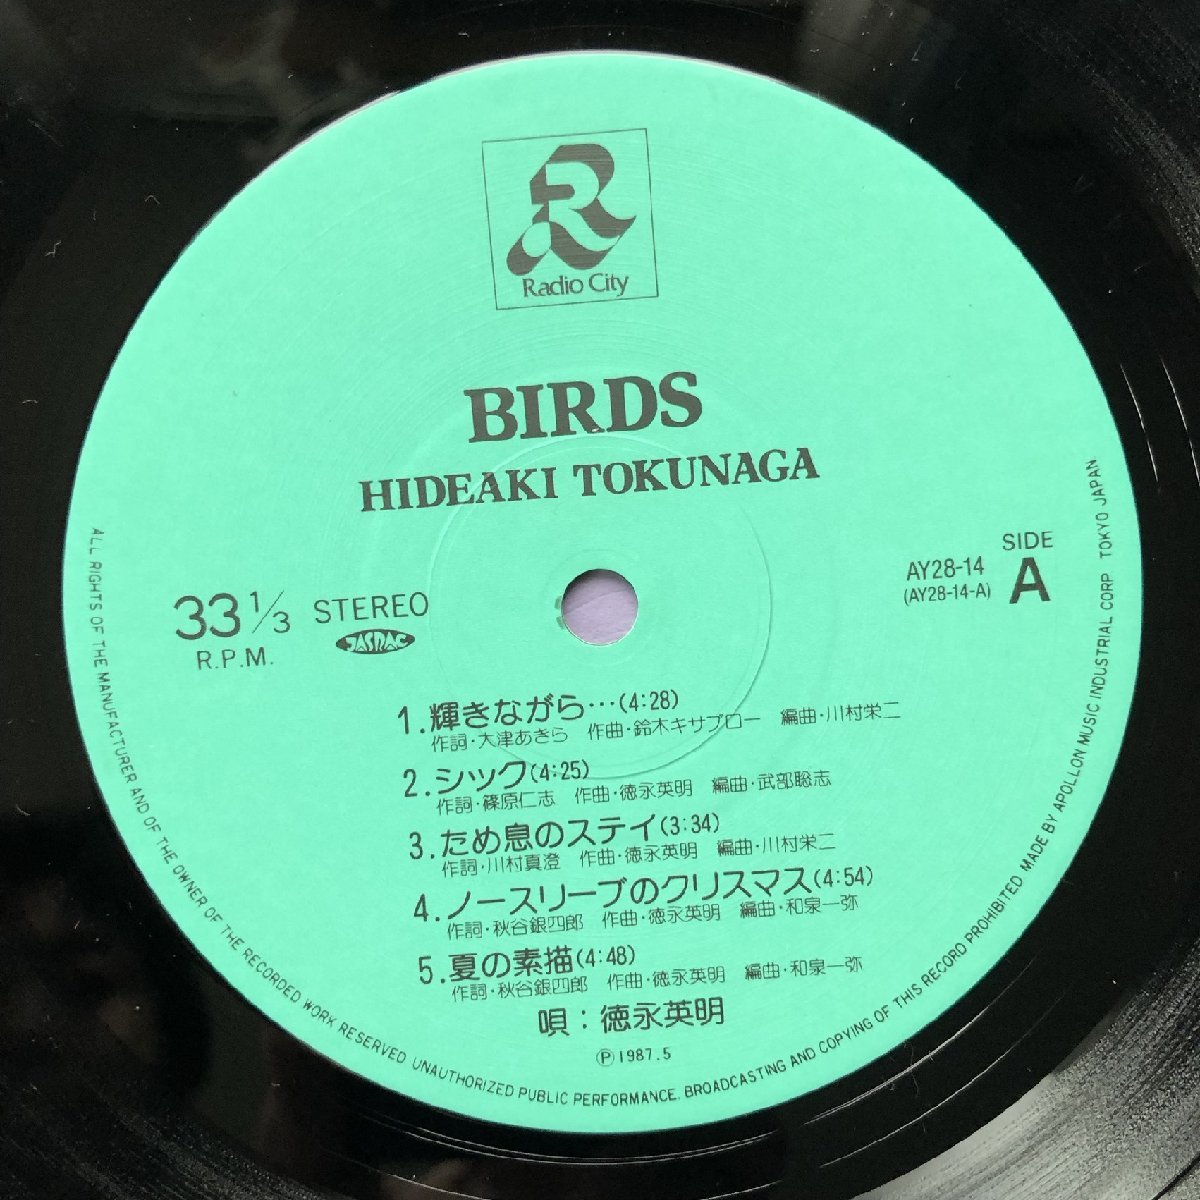 Radio City
BIRDS
HIDEAKI TOKUNAGA
33 1/3
R.P.M.
STEREO
JASRAC
AY28-14
(AY28-14-A)
SIDE
A
1.輝きながら…(4:28)
作詞・大津あきら 作曲・鈴木キサブロー 編曲・川村栄二
2.シック(4:25)
作詞・篠原仁志 作曲・徳永英明 編曲・武部聡志
3.ため息のステイ(3:34)
作詞・川村真澄 作曲・徳永英明 編曲・川村栄二
4.ノースリーブのクリスマス(4:54)
作詞・秋谷銀四郎 作曲・徳永英明 編曲・和泉一弥
5.夏の素描(4:48)
作詞・秋谷銀四郎 作曲・徳永英明 編曲・和泉一弥
唄：徳永英明
Ⓟ1987.5
ALL RIGHTS OF THE MANUFACTURER AND OF THE OWNER OF THE RECORDED WORK RESERVED UNAUTHORIZED PUBLIC PERFORMANCE. BROADCASTING AND COPYING OF THIS RECORD PROHIBITED MADE BY APOLLON MUSIC INDUSTRIAL CORP. TOKYO JAPAN